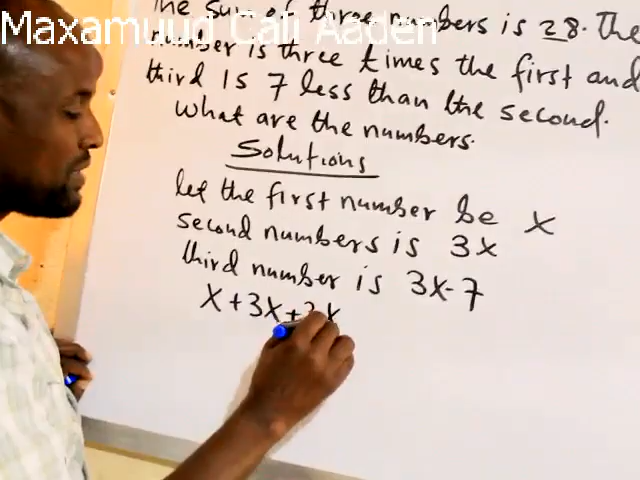 Maxamuud Cali Aaden
The Sum of three numbers is 28. The
number is three times the first and
third is 7 less than the second.
what are the numbers.
Solutions
let the first number be x
second numbers is 3x
third number is 3x-7
x+3x+3x